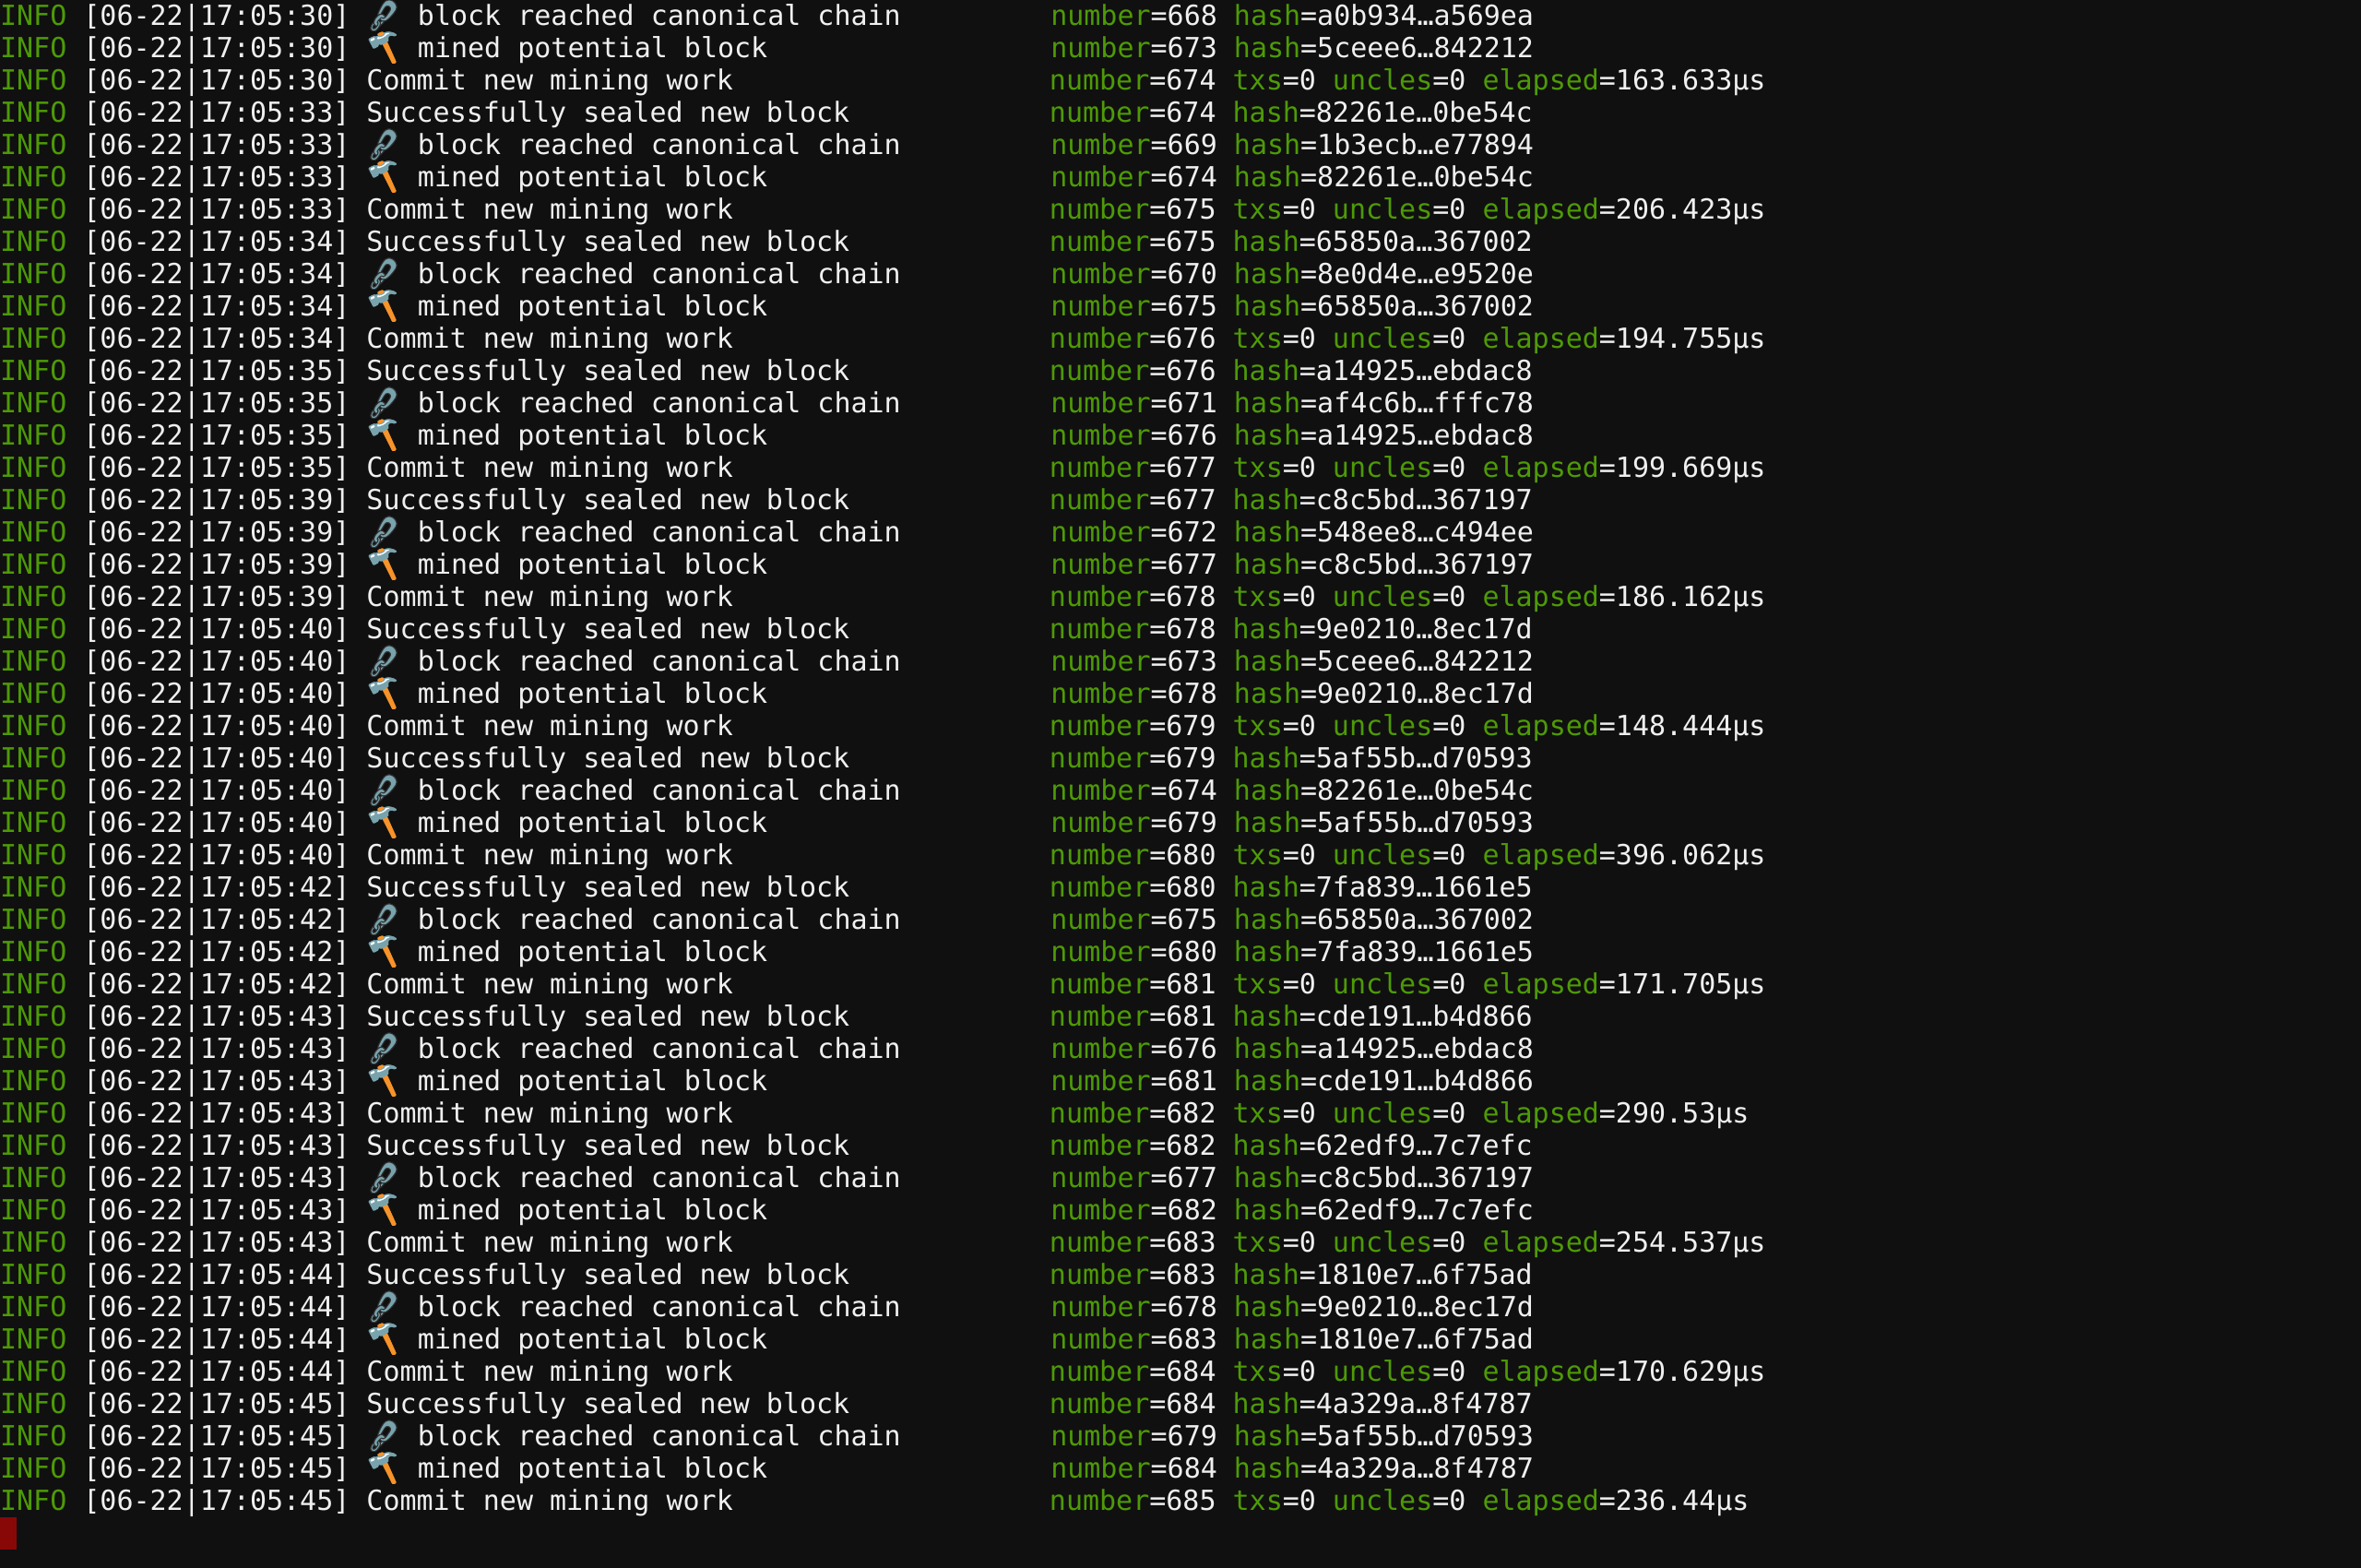 INFO [06-22|17:05:30] 🔗 block reached canonical chain number=668 hash=a0b934…a569ea
INFO [06-22|17:05:30] 🔨 mined potential block number=673 hash=5ceee6…842212
INFO [06-22|17:05:30] Commit new mining work number=674 txs=0 uncles=0 elapsed=163.633µs
INFO [06-22|17:05:33] Successfully sealed new block number=674 hash=82261e…0be54c
INFO [06-22|17:05:33] 🔗 block reached canonical chain number=669 hash=1b3ecb…e77894
INFO [06-22|17:05:33] 🔨 mined potential block number=674 hash=82261e…0be54c
INFO [06-22|17:05:33] Commit new mining work number=675 txs=0 uncles=0 elapsed=206.423µs
INFO [06-22|17:05:34] Successfully sealed new block number=675 hash=65850a…367002
INFO [06-22|17:05:34] 🔗 block reached canonical chain number=670 hash=8e0d4e…e9520e
INFO [06-22|17:05:34] 🔨 mined potential block number=675 hash=65850a…367002
INFO [06-22|17:05:34] Commit new mining work number=676 txs=0 uncles=0 elapsed=194.755µs
INFO [06-22|17:05:35] Successfully sealed new block number=676 hash=a14925…ebdac8
INFO [06-22|17:05:35] 🔗 block reached canonical chain number=671 hash=af4c6b…fffc78
INFO [06-22|17:05:35] 🔨 mined potential block number=676 hash=a14925…ebdac8
INFO [06-22|17:05:35] Commit new mining work number=677 txs=0 uncles=0 elapsed=199.669µs
INFO [06-22|17:05:39] Successfully sealed new block number=677 hash=c8c5bd…367197
INFO [06-22|17:05:39] 🔗 block reached canonical chain number=672 hash=548ee8…c494ee
INFO [06-22|17:05:39] 🔨 mined potential block number=677 hash=c8c5bd…367197
INFO [06-22|17:05:39] Commit new mining work number=678 txs=0 uncles=0 elapsed=186.162µs
INFO [06-22|17:05:40] Successfully sealed new block number=678 hash=9e0210…8ec17d
INFO [06-22|17:05:40] 🔗 block reached canonical chain number=673 hash=5ceee6…842212
INFO [06-22|17:05:40] 🔨 mined potential block number=678 hash=9e0210…8ec17d
INFO [06-22|17:05:40] Commit new mining work number=679 txs=0 uncles=0 elapsed=148.444µs
INFO [06-22|17:05:40] Successfully sealed new block number=679 hash=5af55b…d70593
INFO [06-22|17:05:40] 🔗 block reached canonical chain number=674 hash=82261e…0be54c
INFO [06-22|17:05:40] 🔨 mined potential block number=679 hash=5af55b…d70593
INFO [06-22|17:05:40] Commit new mining work number=680 txs=0 uncles=0 elapsed=396.062µs
INFO [06-22|17:05:42] Successfully sealed new block number=680 hash=7fa839…1661e5
INFO [06-22|17:05:42] 🔗 block reached canonical chain number=675 hash=65850a…367002
INFO [06-22|17:05:42] 🔨 mined potential block number=680 hash=7fa839…1661e5
INFO [06-22|17:05:42] Commit new mining work number=681 txs=0 uncles=0 elapsed=171.705µs
INFO [06-22|17:05:43] Successfully sealed new block number=681 hash=cde191…b4d866
INFO [06-22|17:05:43] 🔗 block reached canonical chain number=676 hash=a14925…ebdac8
INFO [06-22|17:05:43] 🔨 mined potential block number=681 hash=cde191…b4d866
INFO [06-22|17:05:43] Commit new mining work number=682 txs=0 uncles=0 elapsed=290.53µs
INFO [06-22|17:05:43] Successfully sealed new block number=682 hash=62edf9…7c7efc
INFO [06-22|17:05:43] 🔗 block reached canonical chain number=677 hash=c8c5bd…367197
INFO [06-22|17:05:43] 🔨 mined potential block number=682 hash=62edf9…7c7efc
INFO [06-22|17:05:43] Commit new mining work number=683 txs=0 uncles=0 elapsed=254.537µs
INFO [06-22|17:05:44] Successfully sealed new block number=683 hash=1810e7…6f75ad
INFO [06-22|17:05:44] 🔗 block reached canonical chain number=678 hash=9e0210…8ec17d
INFO [06-22|17:05:44] 🔨 mined potential block number=683 hash=1810e7…6f75ad
INFO [06-22|17:05:44] Commit new mining work number=684 txs=0 uncles=0 elapsed=170.629µs
INFO [06-22|17:05:45] Successfully sealed new block number=684 hash=4a329a…8f4787
INFO [06-22|17:05:45] 🔗 block reached canonical chain number=679 hash=5af55b…d70593
INFO [06-22|17:05:45] 🔨 mined potential block number=684 hash=4a329a…8f4787
INFO [06-22|17:05:45] Commit new mining work number=685 txs=0 uncles=0 elapsed=236.44µs